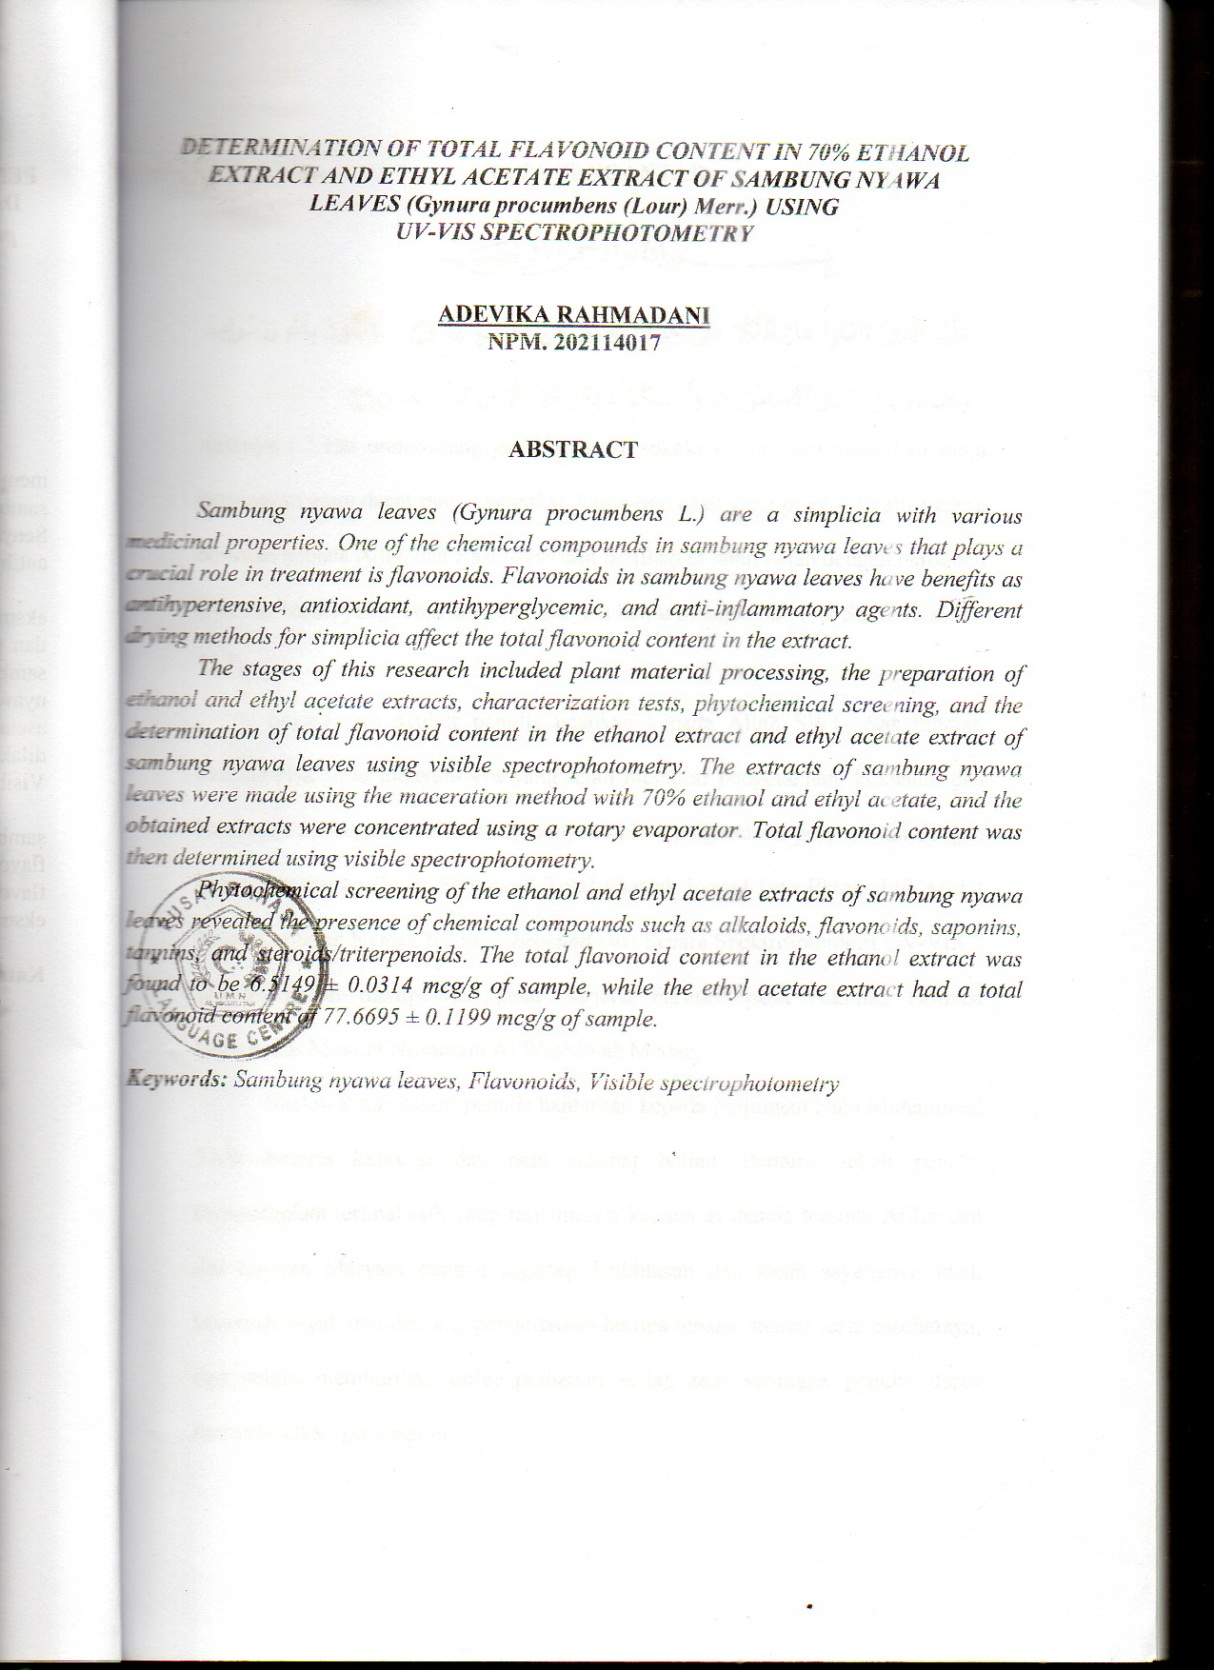 DETERMINATION OF TOTAL FLAVONOID CONTENT IN 70% ETHANOL
EXTRACT AND ETHYL ACETATE EXTRACT OF SAMBUNG NYAWA
LEAVES (Gynura procumbens (Lour) Merr.) USING
UV-VIS SPECTROPHOTOMETRY
ADEVIKA RAHMADANI
NPM. 202114017
ABSTRACT
Sambung nyawa leaves (Gynura procumbens L.) are a simplicia with various
medicinal properties. One of the chemical compounds in sambung nyawa leaves that plays a
crucial role in treatment is flavonoids. Flavonoids in sambung nyawa leaves have benefits as
antihypertensive, antioxidant, antihyperglycemic, and anti-inflammatory agents. Different
drying methods for simplicia affect the total flavonoid content in the extract.
The stages of this research included plant material processing, the preparation of
ethanol and ethyl acetate extracts, characterization tests, phytochemical screening, and the
determination of total flavonoid content in the ethanol extract and ethyl acetate extract of
sambung nyawa leaves using visible spectrophotometry. The extracts of sambung nyawa
leaves were made using the maceration method with 70% ethanol and ethyl acetate, and the
obtained extracts were concentrated using a rotary evaporator. Total flavonoid content was
then determined using visible spectrophotometry.
Phytochemical screening of the ethanol and ethyl acetate extracts of sambung nyawa
leaves revealed the presence of chemical compounds such as alkaloids, flavonoids, saponins,
tannins, and steroids/triterpenoids. The total flavonoid content in the ethanol extract was
found to be 6.5149 ± 0.0314 mcg/g of sample, while the ethyl acetate extract had a total
flavonoid content of 77.6695 ± 0.1199 mcg/g of sample.
PUSAT BAHASA
UMN
LANGUAGE CENTRE
Keywords: Sambung nyawa leaves, Flavonoids, Visible spectrophotometry